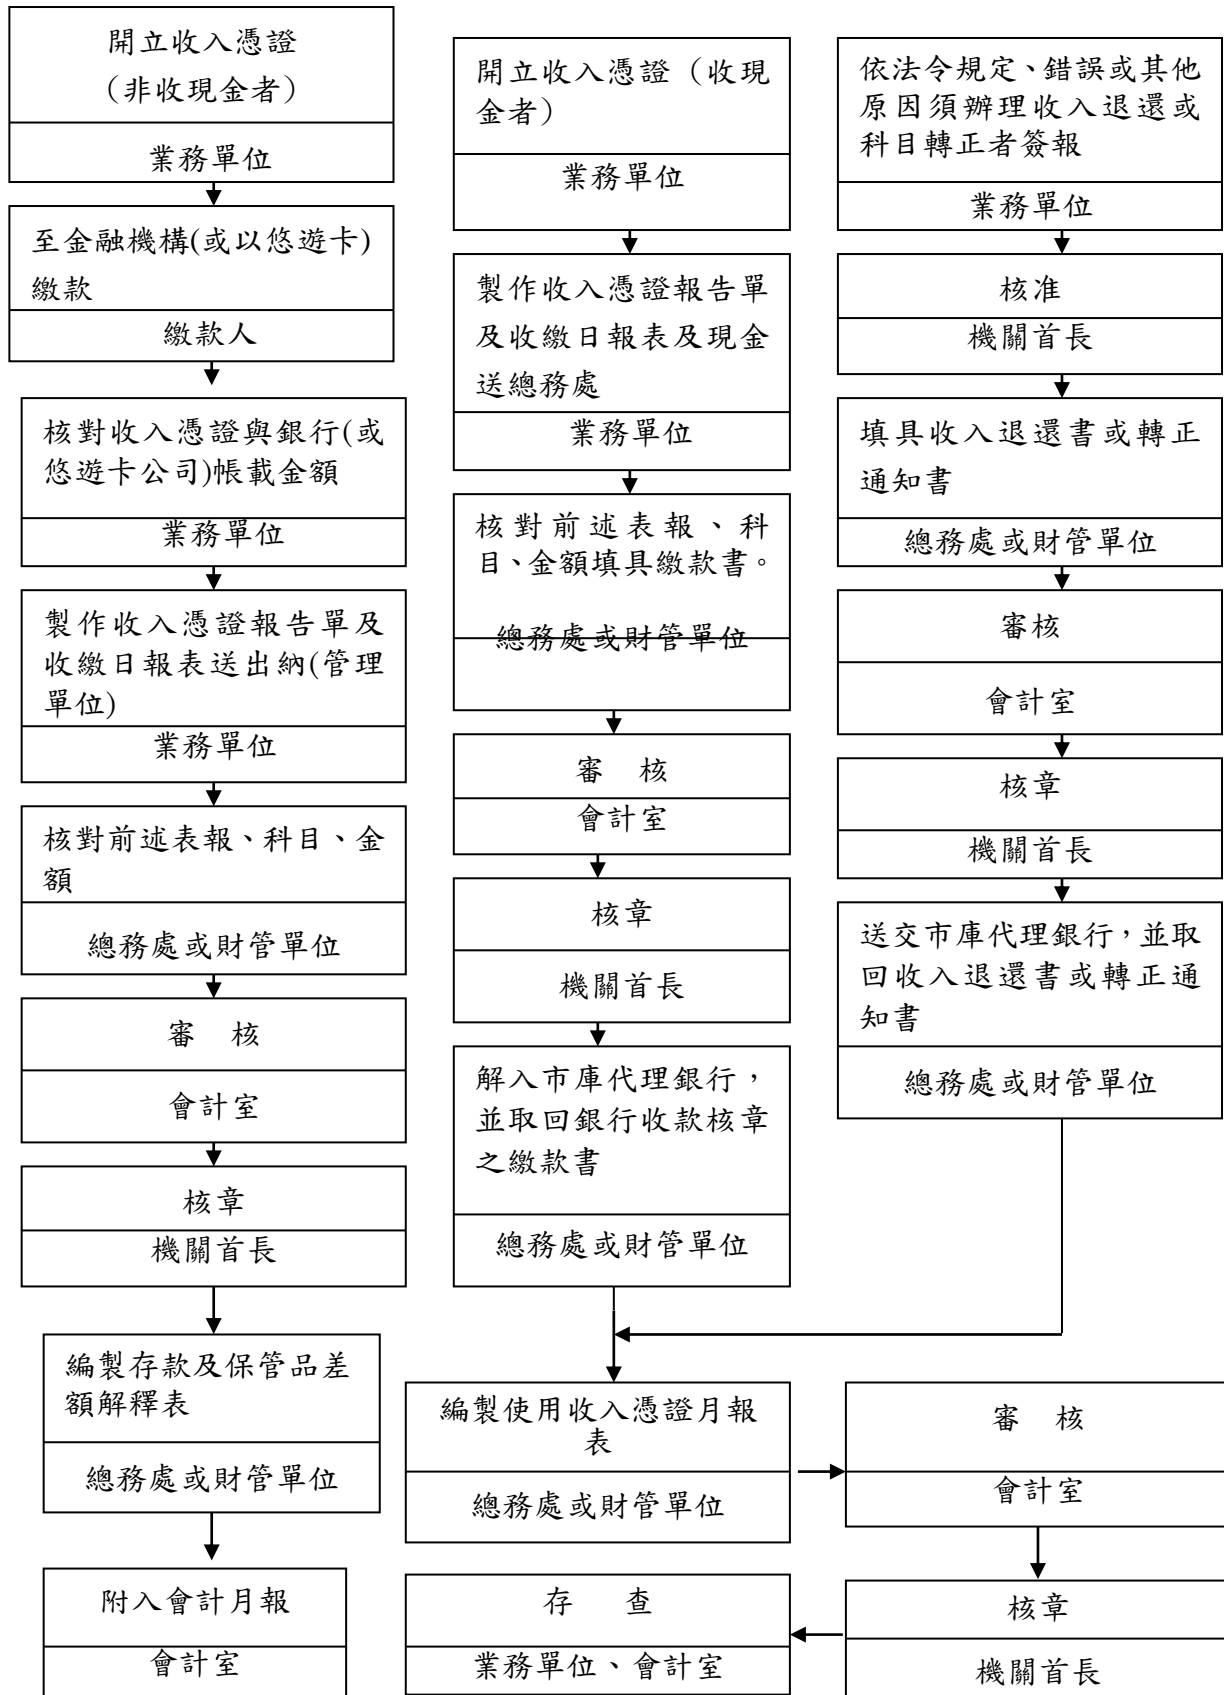 開立收入憑證
（非收現金者）
業務單位
至金融機構(或以悠遊卡)
繳款
繳款人
核對收入憑證與銀行(或
悠遊卡公司)帳載金額
業務單位
製作收入憑證報告單及
收繳日報表送出納(管理
單位)
業務單位
核對前述表報、科目、金
額
總務處或財管單位
審　核
會計室
核章
機關首長
編製存款及保管品差
額解釋表
總務處或財管單位
附入會計月報
會計室
開立收入憑證（收現
金者）
業務單位
製作收入憑證報告單
及收繳日報表及現金
送總務處
業務單位
核對前述表報、科
目、金額填具繳款書。
總務處或財管單位
審　核
會計室
核章
機關首長
解入市庫代理銀行，
並取回銀行收款核章
之繳款書
總務處或財管單位
依法令規定、錯誤或其他
原因須辦理收入退還或
科目轉正者簽報
業務單位
核准
機關首長
填具收入退還書或轉正
通知書
總務處或財管單位
審核
會計室
核章
機關首長
送交市庫代理銀行，並取
回收入退還書或轉正通
知書
總務處或財管單位
編製使用收入憑證月報
表
總務處或財管單位
審　核
會計室
核章
機關首長
存　查
業務單位、會計室